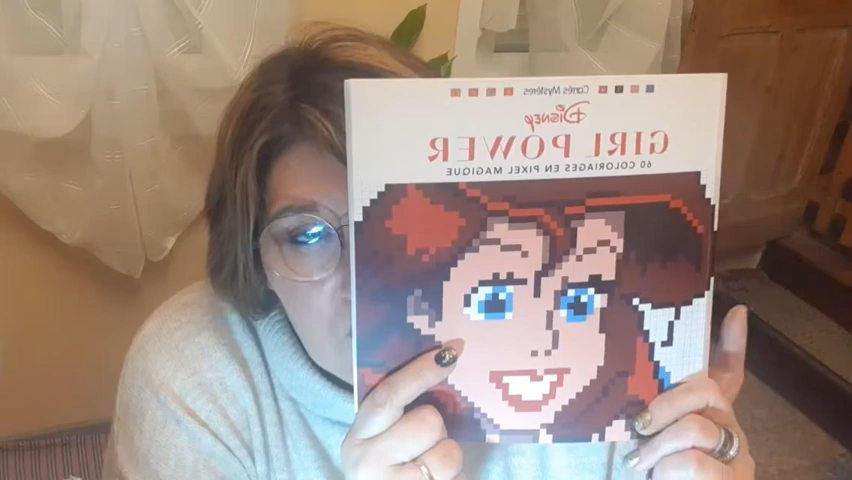 Carrés Mystères
Disney
GIRL POWER
60 COLORIAGES EN PIXEL MAGIQUE